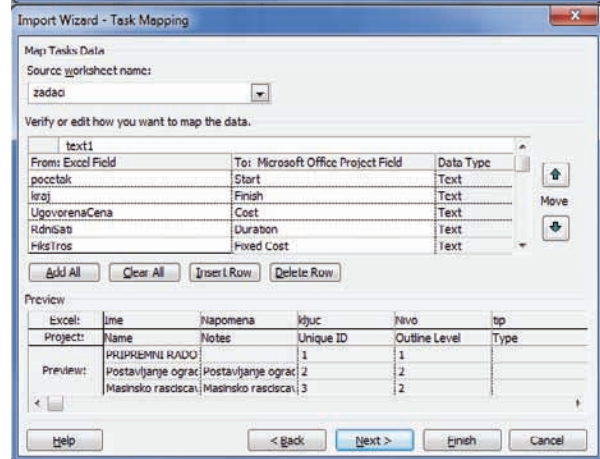 Import Wizard - Task Mapping
Map Tasks Data
Source worksheet name:
zadaci
Verify or edit how you want to map the data.
text1
From: Excel Field To: Microsoft Office Project Field Data Type
pocetak Start Text
kraj Finish Text
UgovorenaCena Cost Text
RdniSati Duration Text
FiksTros Fixed Cost Text
Move
Add All Clear All Insert Row Delete Row
Preview
Excel: Ime Napomena kljuc Nivo tip
Project: Name Notes Unique ID Outline Level Type
Preview: PRIPREMNI RADO 1 1
Postavljanje ograc Postavljanje ograc 2 2
Masinsko rasciscav Masinsko rasciscav 3 2
Help < Back Next > Finish Cancel